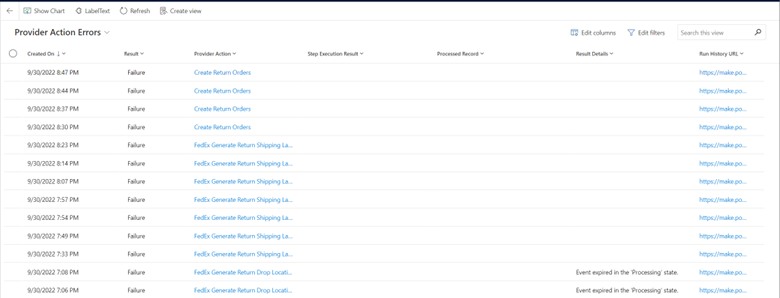 Show Chart LabelText Refresh Create view
Provider Action Errors Edit columns Edit filters Search this view
Created On Result Provider Action Step Execution Result Processed Record Result Details Run History URL
9/30/2022 8:47 PM Failure Create Return Orders https://make.po...
9/30/2022 8:44 PM Failure Create Return Orders https://make.po...
9/30/2022 8:37 PM Failure Create Return Orders https://make.po...
9/30/2022 8:30 PM Failure Create Return Orders https://make.po...
9/30/2022 8:23 PM Failure FedEx Generate Return Shipping La... https://make.po...
9/30/2022 8:14 PM Failure FedEx Generate Return Shipping La... https://make.po...
9/30/2022 8:07 PM Failure FedEx Generate Return Shipping La... https://make.po...
9/30/2022 7:57 PM Failure FedEx Generate Return Shipping La... https://make.po...
9/30/2022 7:54 PM Failure FedEx Generate Return Shipping La... https://make.po...
9/30/2022 7:49 PM Failure FedEx Generate Return Shipping La... https://make.po...
9/30/2022 7:33 PM Failure FedEx Generate Return Shipping La... https://make.po...
9/30/2022 7:08 PM Failure FedEx Generate Return Drop Locati... Event expired in the 'Processing' state. https://make.po...
9/30/2022 7:06 PM Failure FedEx Generate Return Drop Locati... Event expired in the 'Processing' state. https://make.po...